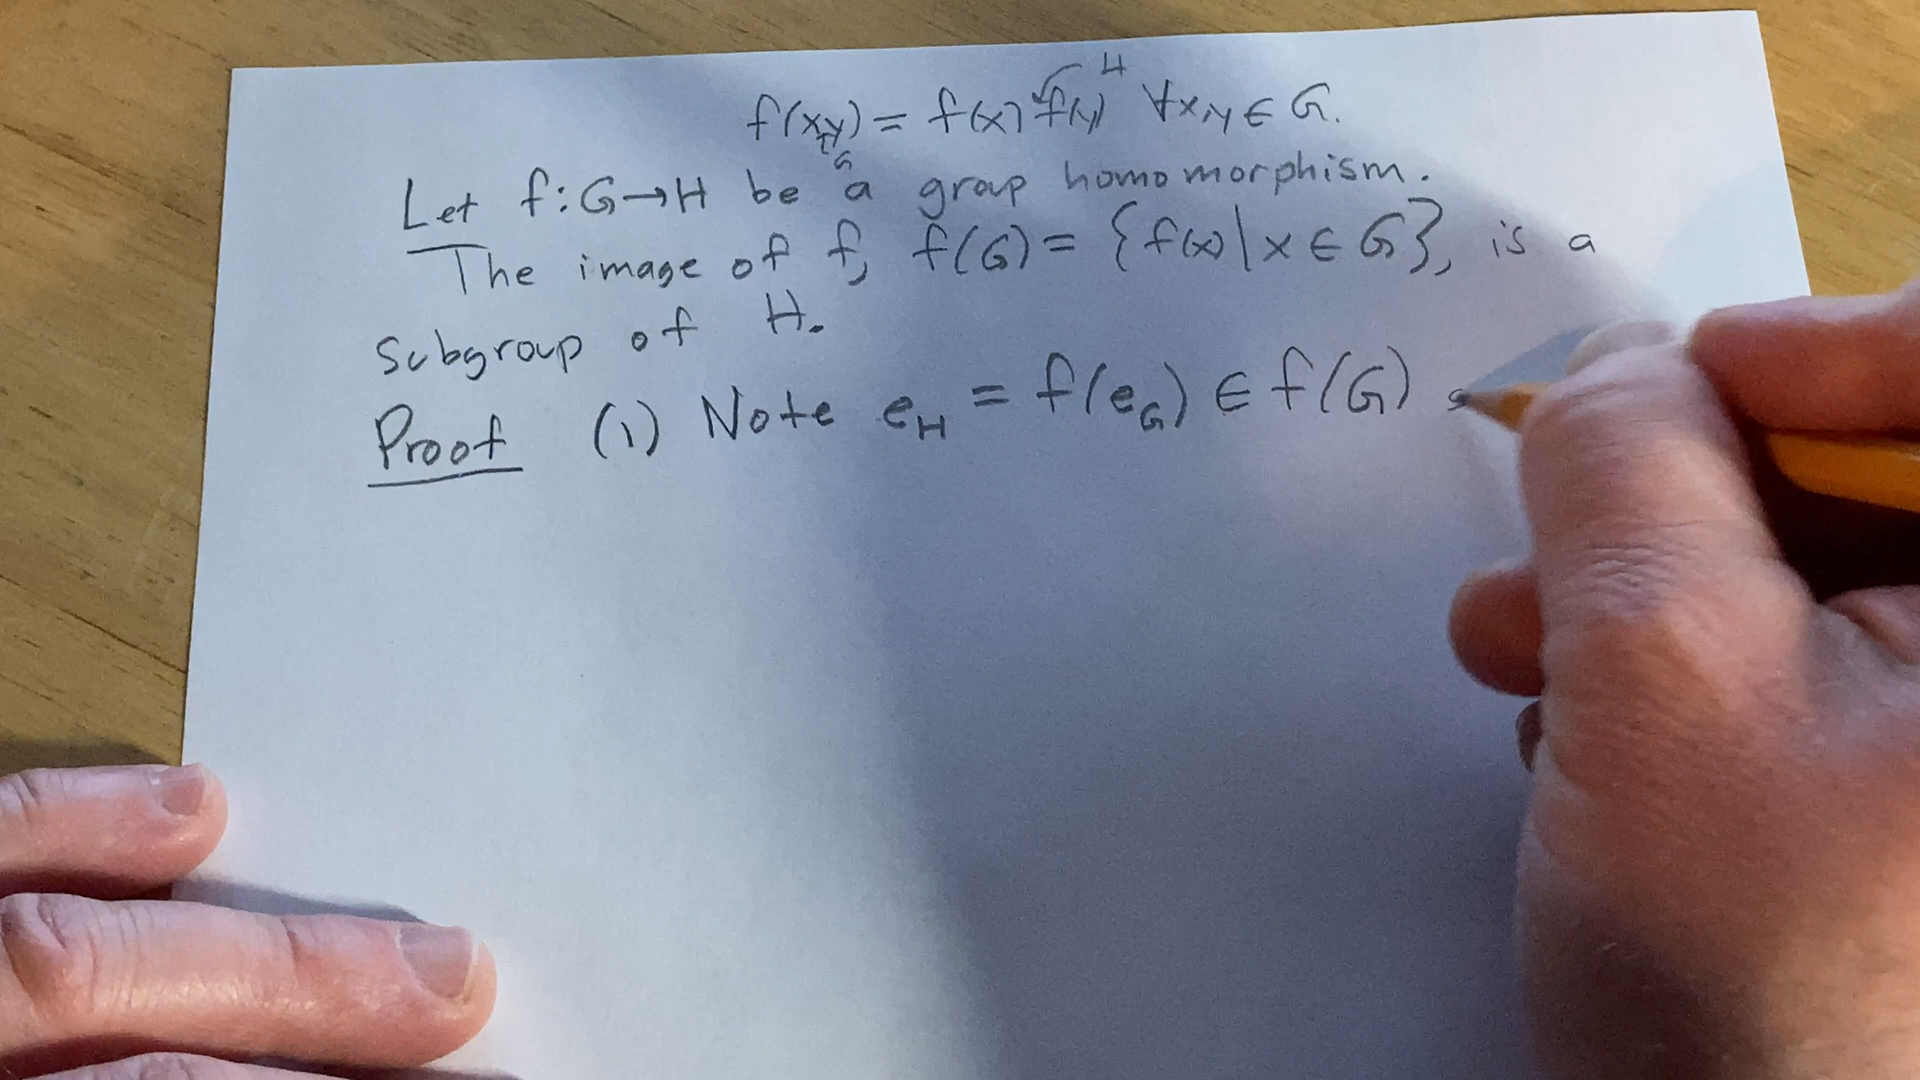 H
f(xy) = f(x) f(y) ∀x,y ∈ G.
G
Let f:G→H be a group homomorphism.
The image of f, f(G) = {f(x)|x ∈ G}, is a
subgroup of H.
Proof (1) Note e_H = f(e_G) ∈ f(G)